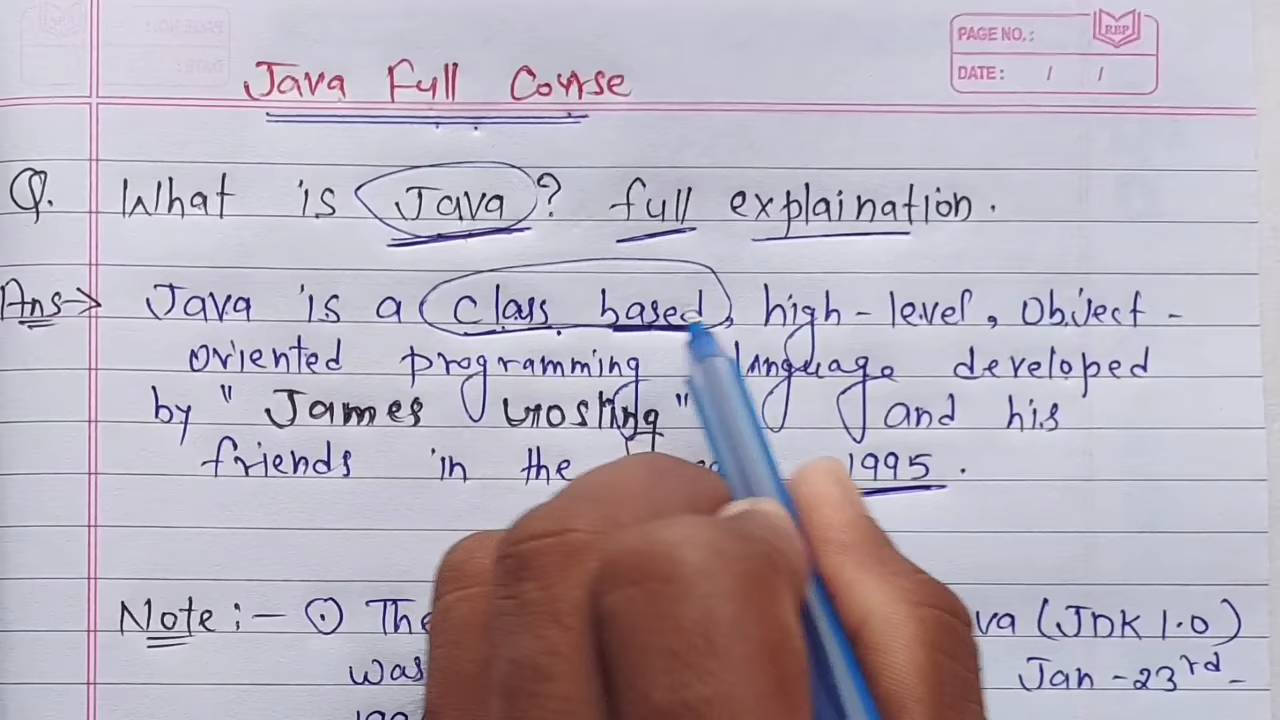 PAGE NO.:
RBP
DATE: / /
Java Full Course
Q. What is Java? full explaination.
Ans→ Java is a class based, high-level, Object-
oriented programming language developed
by "James Gosling" and his
friends in the 1995.
Note:- The va (JDK 1.0)
was Jan-23rd-